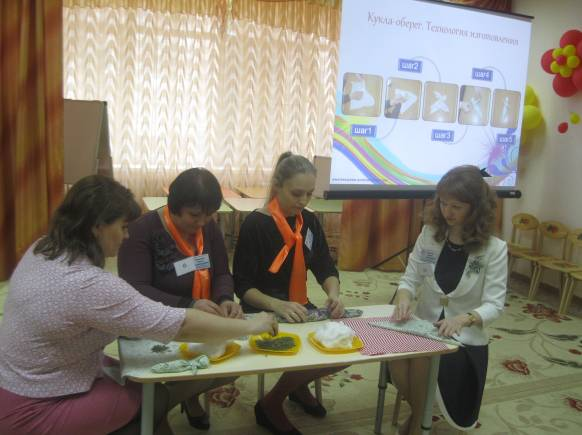 Кукла-оберег. Технология изготовления
шаг2
шаг4
шаг1
шаг3
шаг5